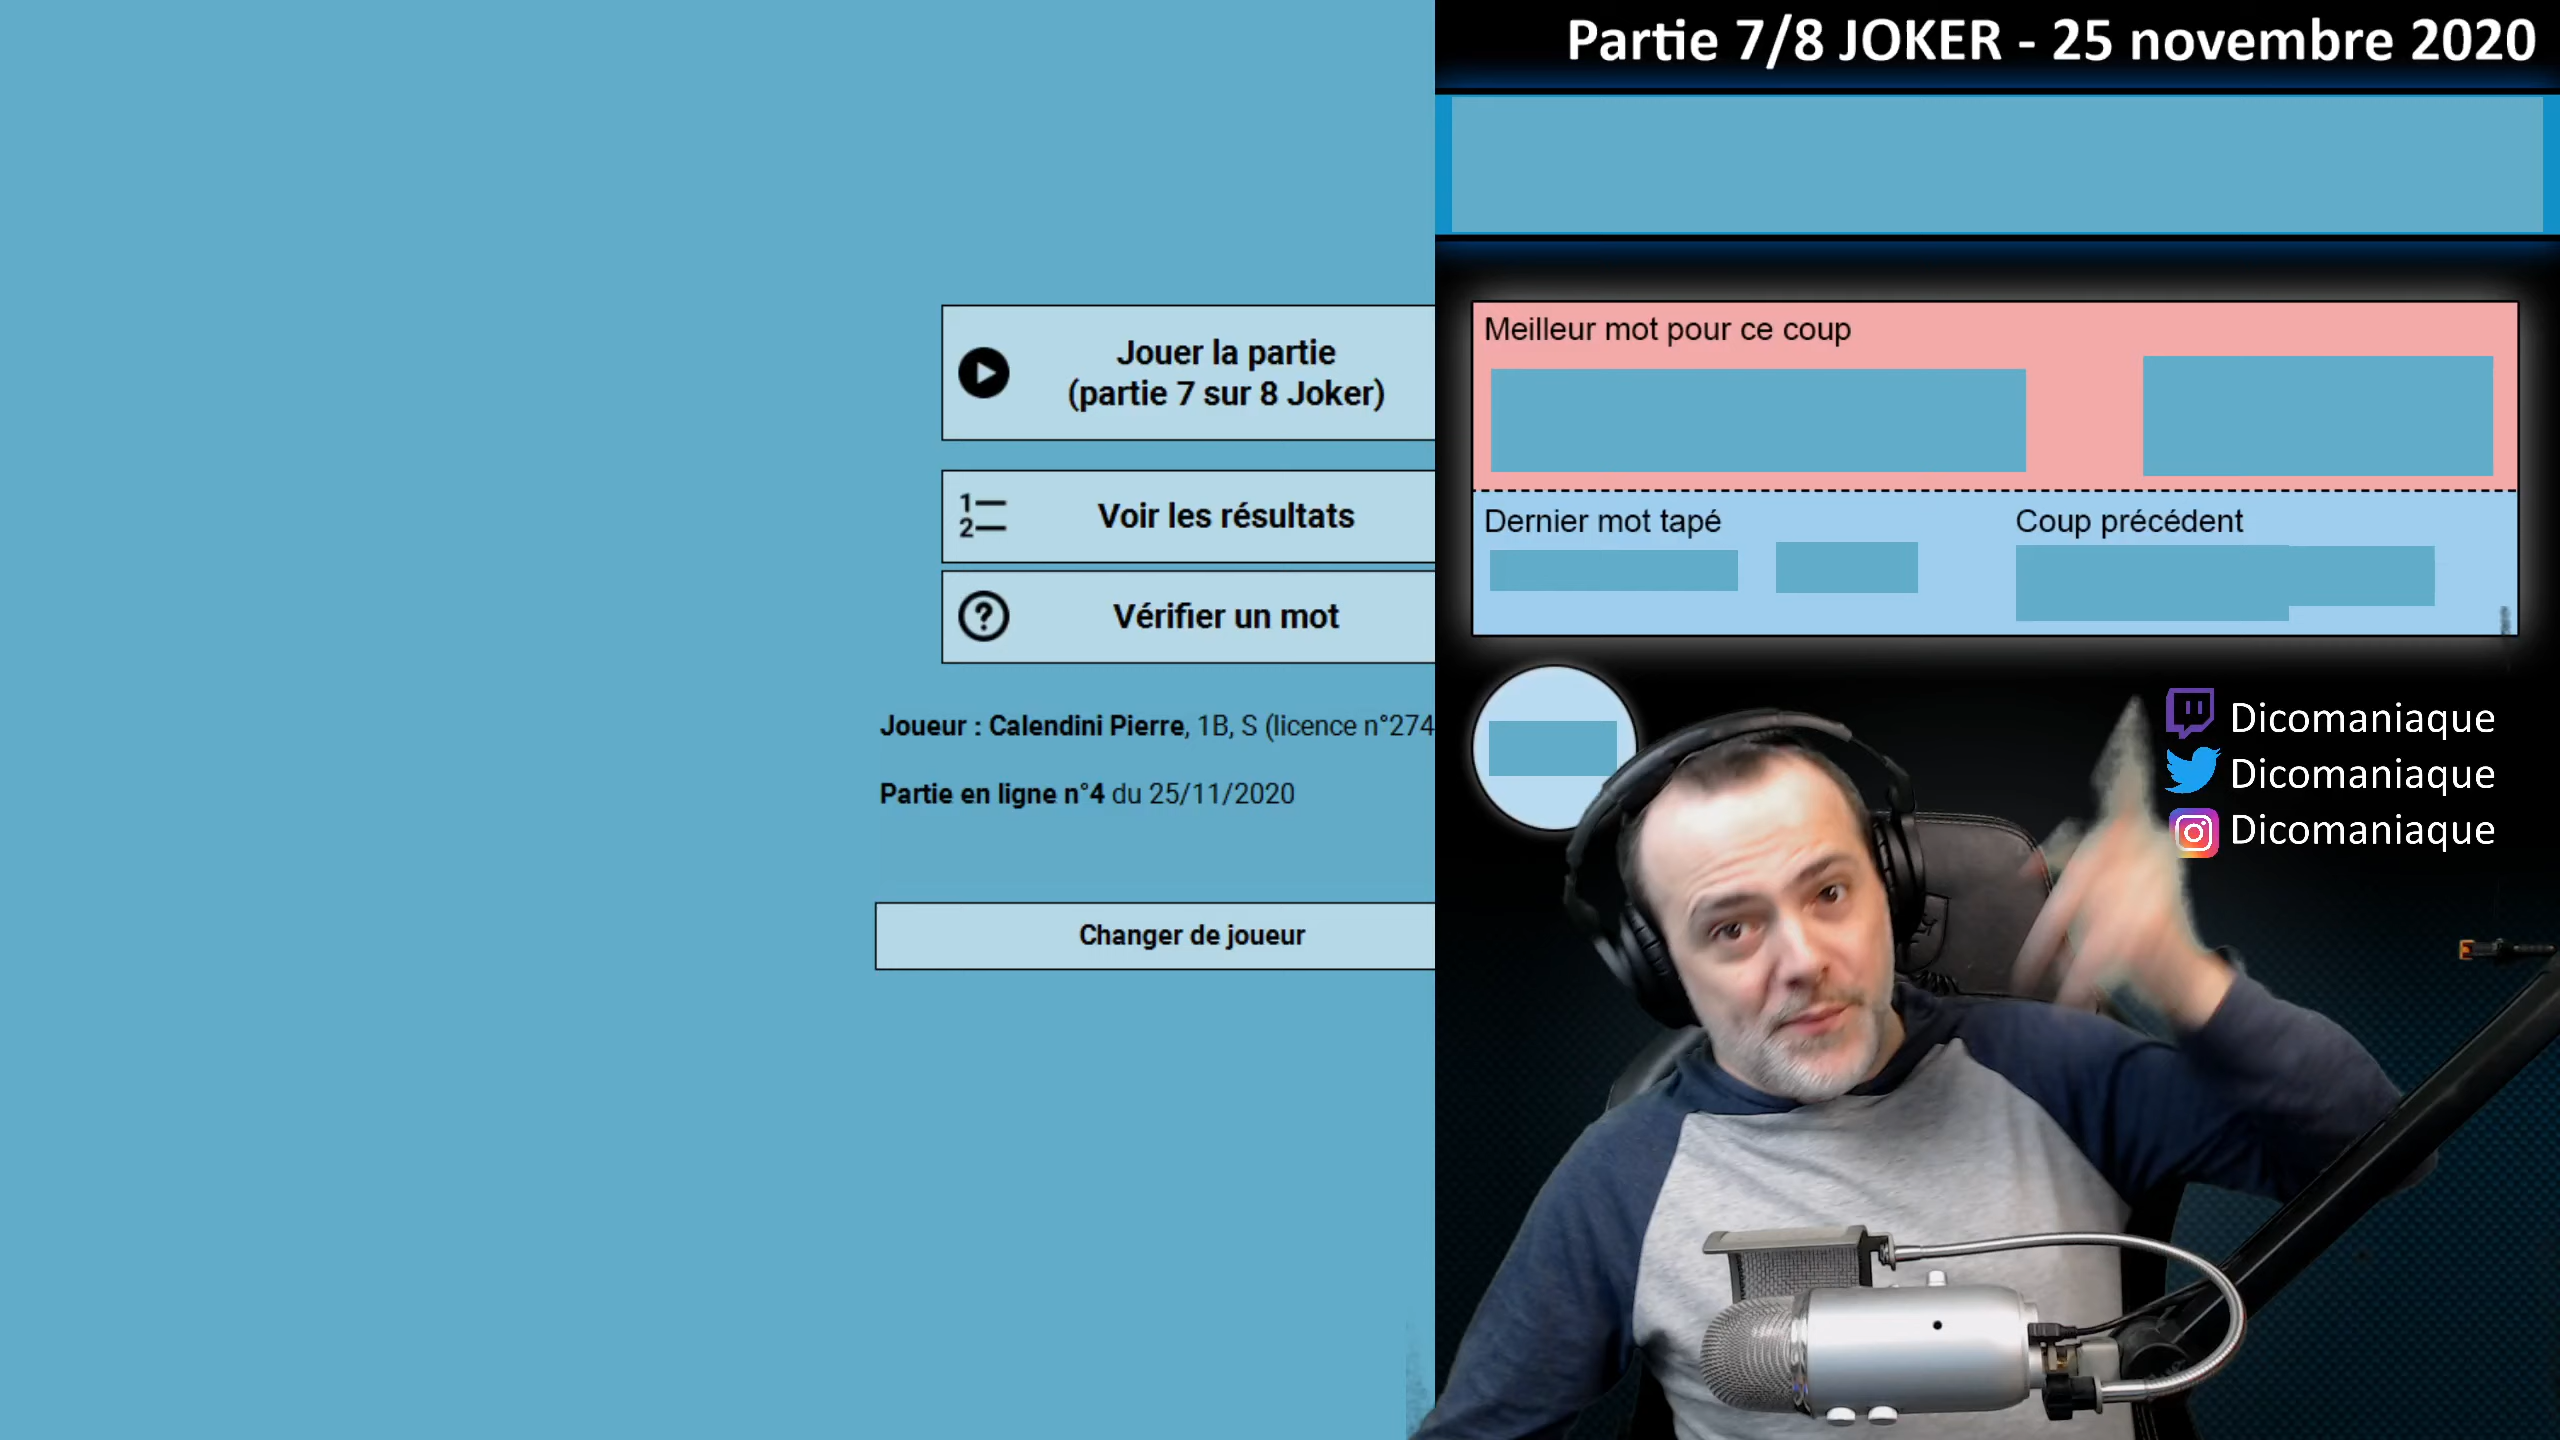 Partie 7/8 JOKER - 25 novembre 2020
Jouer la partie
(partie 7 sur 8 Joker)
1
2
Voir les résultats
?
Vérifier un mot
Joueur : Calendini Pierre, 1B, S (licence n°274
Partie en ligne n°4 du 25/11/2020
Changer de joueur
Meilleur mot pour ce coup
Dernier mot tapé
Coup précédent
Dicomaniaque
Dicomaniaque
Dicomaniaque